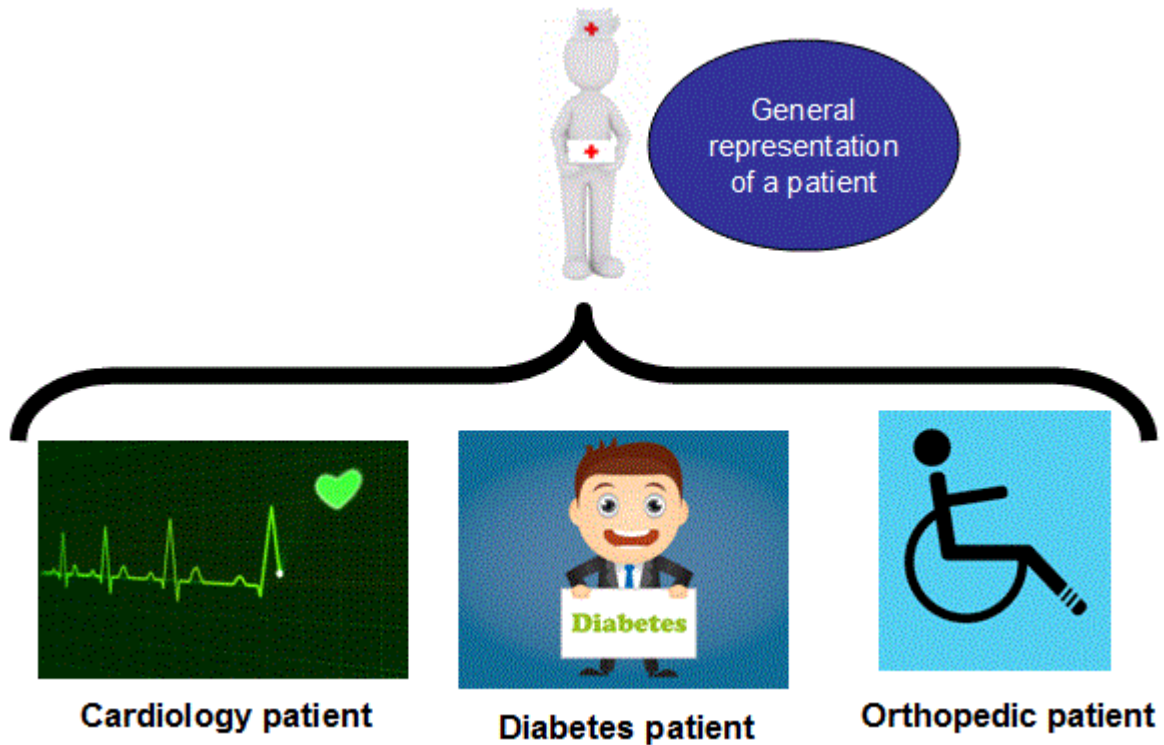 General
representation
of a patient
Diabetes
Cardiology patient
Diabetes patient
Orthopedic patient